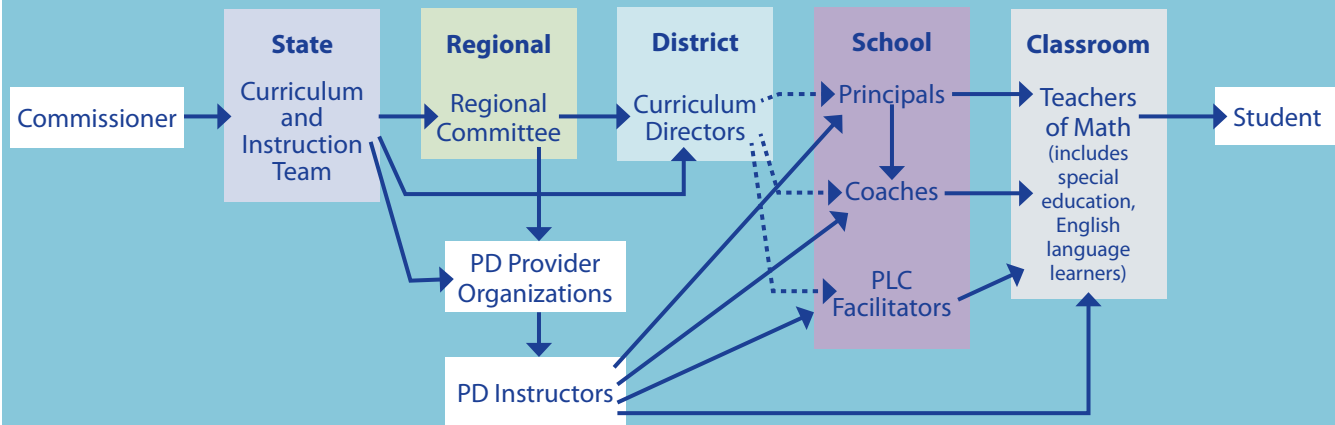 Commissioner
State
Curriculum
and
Instruction
Team
Regional
Regional
Committee
District
Curriculum
Directors
PD Provider
Organizations
PD Instructors
School
Principals
Coaches
PLC
Facilitators
Classroom
Teachers
of Math
(includes
special
education,
English
language
learners)
Student